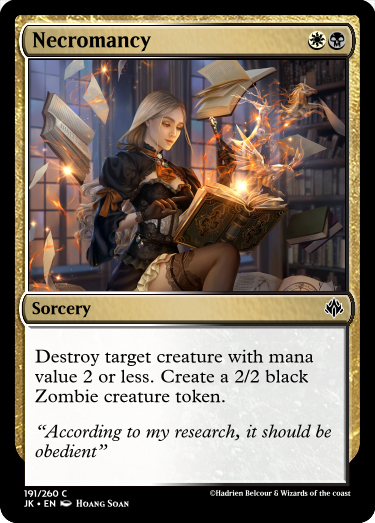 Necromancy
Sorcery
Destroy target creature with mana
value 2 or less. Create a 2/2 black
Zombie creature token.
“According to my research, it should be
obedient”
191/260 C
©Hadrien Belcour & Wizards of the coast
JK • EN Hoang Soan